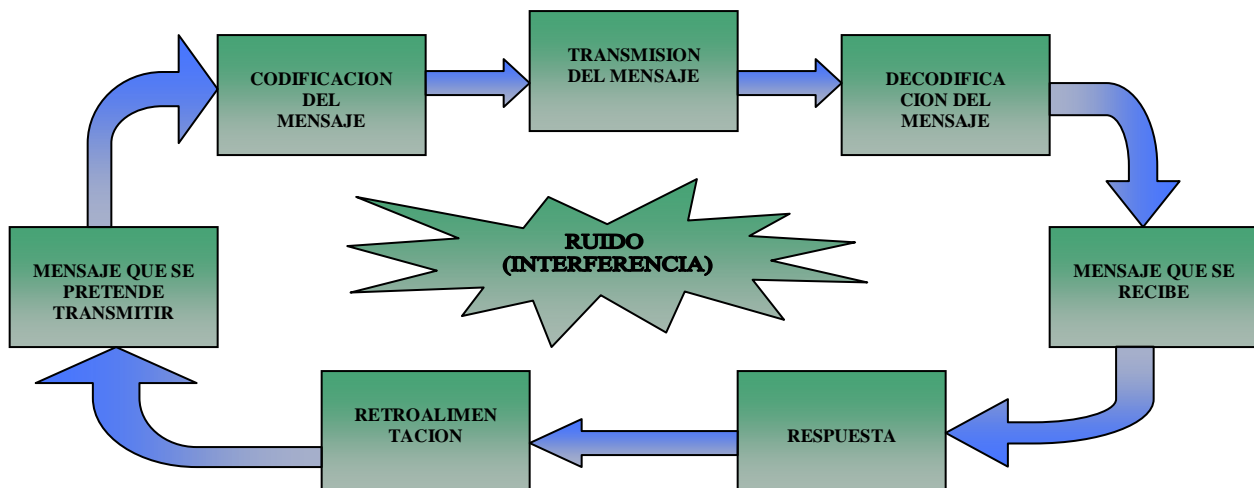 CODIFICACION
DEL
MENSAJE
TRANSMISION
DEL MENSAJE
DECODIFICA
CION DEL
MENSAJE
RUIDO
(INTERFERENCIA)
MENSAJE QUE SE
PRETENDE
TRANSMITIR
MENSAJE QUE SE
RECIBE
RETROALIMEN
TACION
RESPUESTA